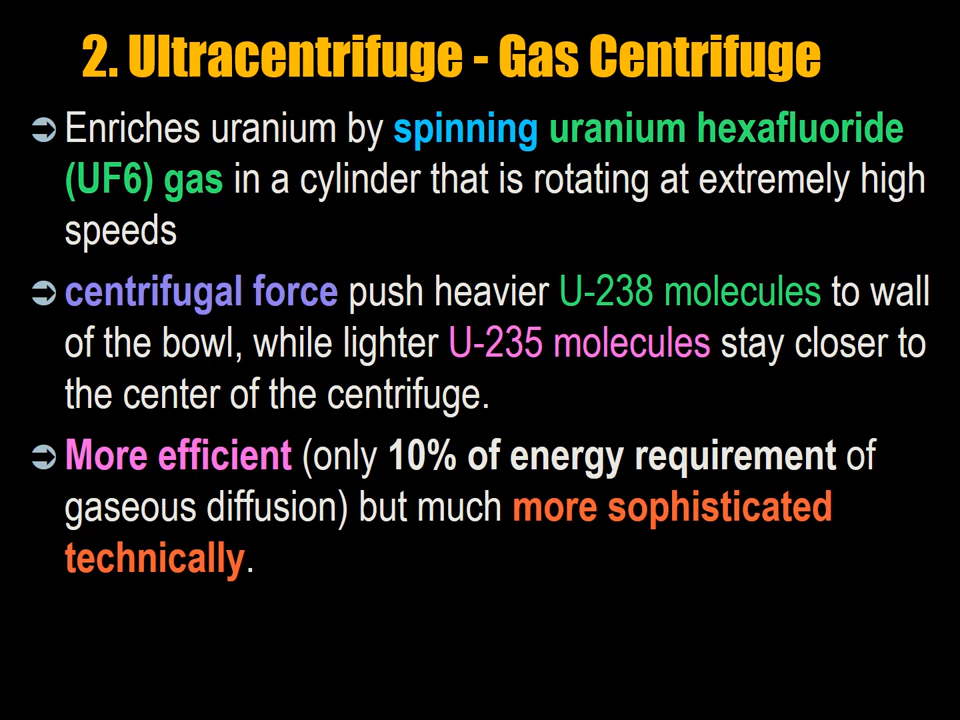 2. Ultracentrifuge - Gas Centrifuge
Enriches uranium by spinning uranium hexafluoride
(UF6) gas in a cylinder that is rotating at extremely high
speeds
centrifugal force push heavier U-238 molecules to wall
of the bowl, while lighter U-235 molecules stay closer to
the center of the centrifuge.
More efficient (only 10% of energy requirement of
gaseous diffusion) but much more sophisticated
technically.